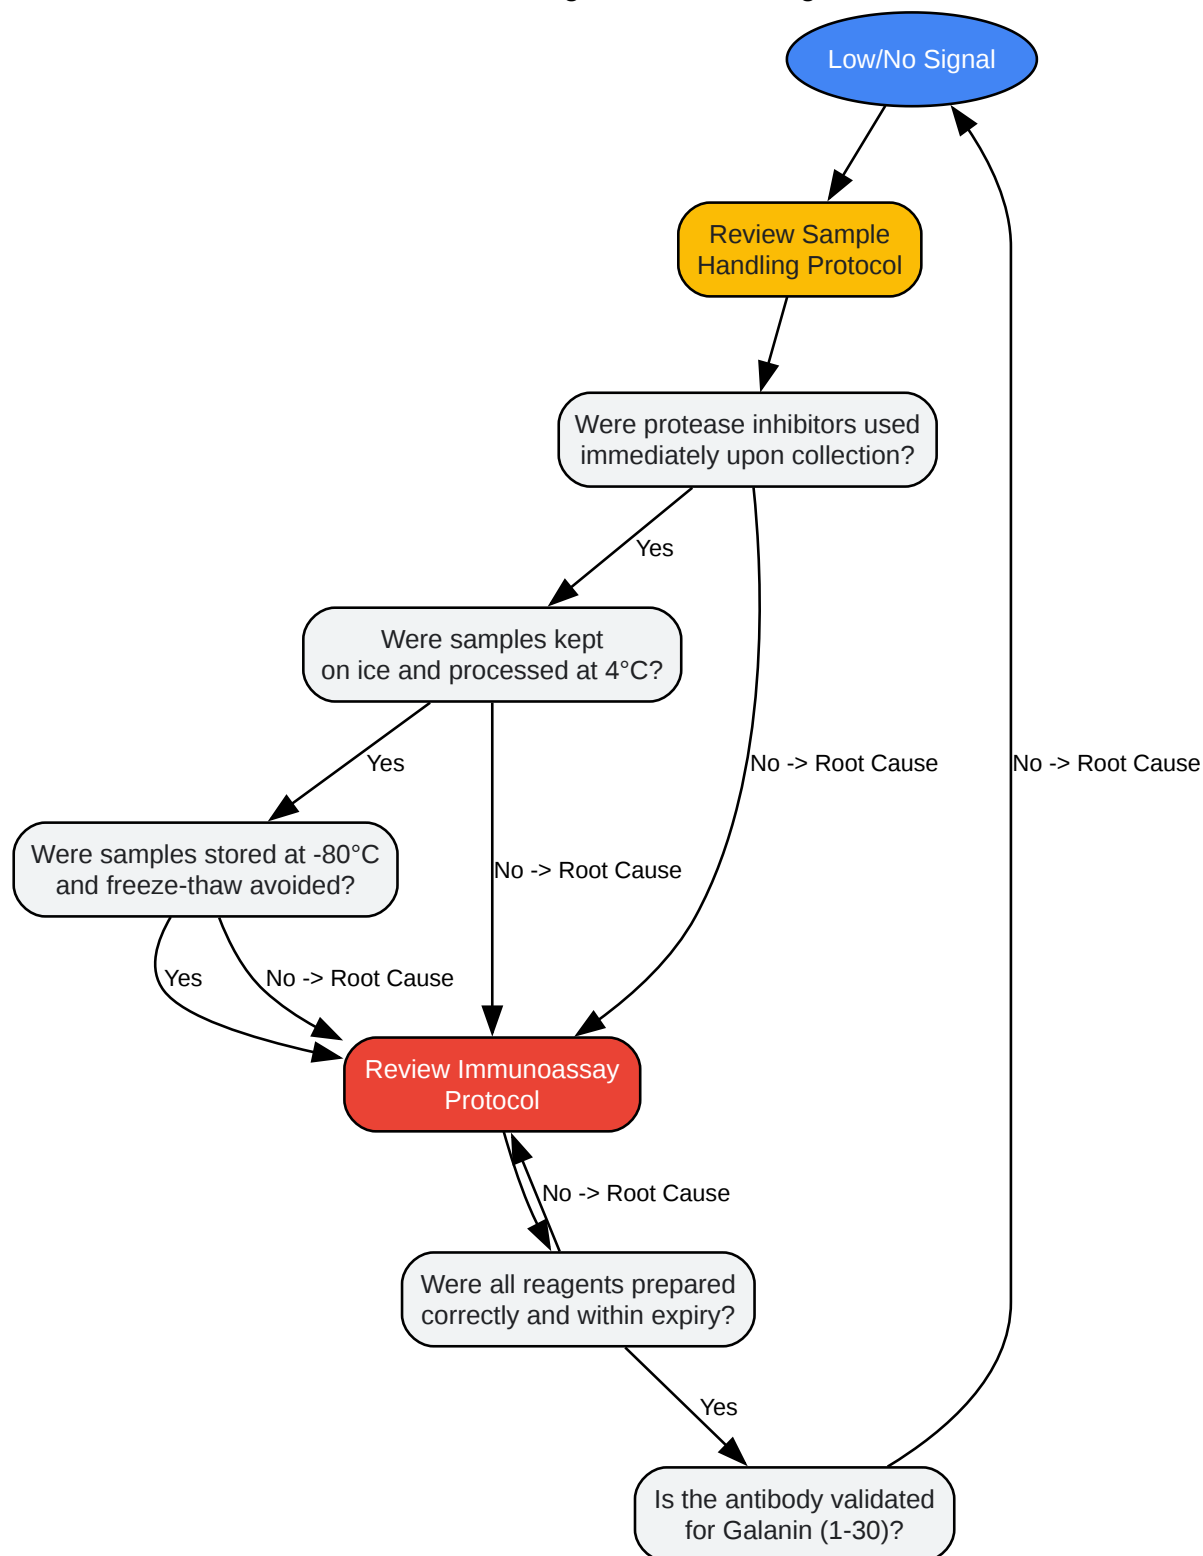 Low/No Signal
Review Sample
Handling Protocol
Were protease inhibitors used
immediately upon collection?
Yes
Were samples kept
on ice and processed at 4°C?
Yes
No -> Root Cause
No -> Root Cause
Were samples stored at -80°C
and freeze-thaw avoided?
No -> Root Cause
Yes
No -> Root Cause
Review Immunoassay
Protocol
No -> Root Cause
Were all reagents prepared
correctly and within expiry?
Yes
Is the antibody validated
for Galanin (1-30)?